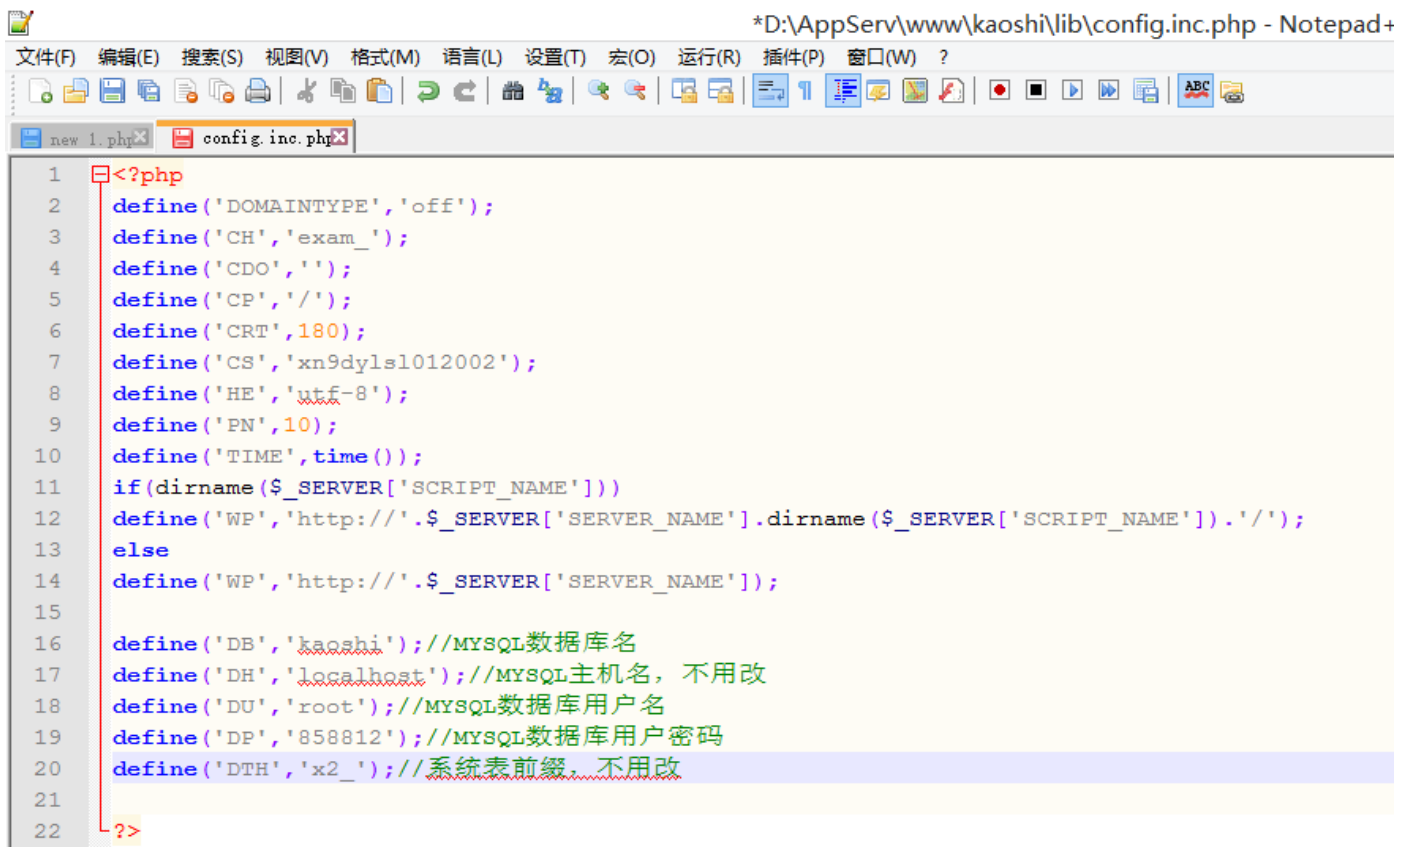 *D:\AppServ\www\kaoshi\lib\config.inc.php - Notepad+
文件(F) 编辑(E) 搜索(S) 视图(V) 格式(M) 语言(L) 设置(T) 宏(O) 运行(R) 插件(P) 窗口(W) ?
ABC
new 1.php config.inc.php
1 <?php
2 define('DOMAINTYPE','off');
3 define('CH','exam_');
4 define('CDO','');
5 define('CP','/');
6 define('CRT',180);
7 define('CS','xn9dylsl012002');
8 define('HE','utf-8');
9 define('PN',10);
10 define('TIME',time());
11 if(dirname($_SERVER['SCRIPT_NAME']))
12 define('WP','http://'.$_SERVER['SERVER_NAME'].dirname($_SERVER['SCRIPT_NAME']).'/');
13 else
14 define('WP','http://'.$_SERVER['SERVER_NAME']);
15
16 define('DB','kaoshi');//MYSQL数据库名
17 define('DH','localhost');//MYSQL主机名，不用改
18 define('DU','root');//MYSQL数据库用户名
19 define('DP','858812');//MYSQL数据库用户密码
20 define('DTH','x2_');//系统表前缀，不用改
21
22 ?>